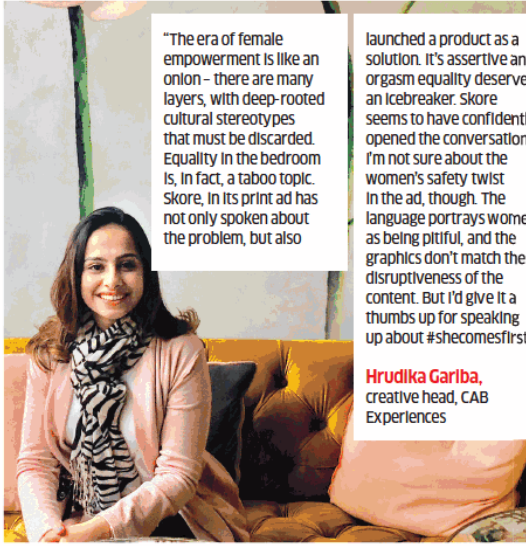 “The era of female
empowerment is like an
onion – there are many
layers, with deep-rooted
cultural stereotypes
that must be discarded.
Equality in the bedroom
is, in fact, a taboo topic.
Skore, in its print ad has
not only spoken about
the problem, but also
launched a product as a
solution. It's assertive an
orgasm equality deserve
an icebreaker. Skore
seems to have confidentl
opened the conversation
I'm not sure about the
women's safety twist
in the ad, though. The
language portrays wome
as being pitiful, and the
graphics don't match the
disruptiveness of the
content. But I'd give it a
thumbs up for speaking
up about #shecomesfirst
Hrudika Gariba,
creative head, CAB
Experiences